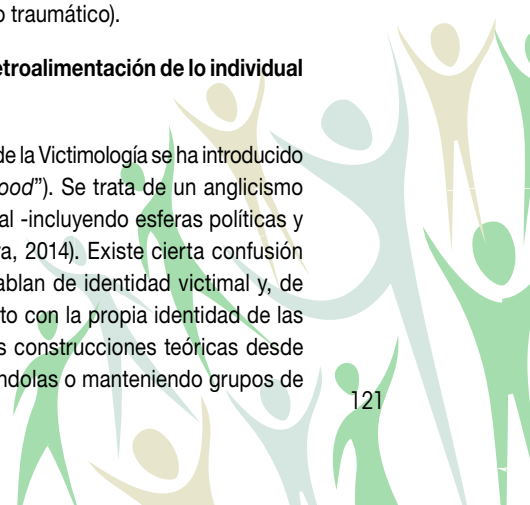 o traumático).
etroalimentación de lo individual
de la Victimología se ha introducido
ood”). Se trata de un anglicismo
al -incluyendo esferas políticas y
ra, 2014). Existe cierta confusión
ablan de identidad victimal y, de
to con la propia identidad de las
s construcciones teóricas desde
ndolas o manteniendo grupos de
121